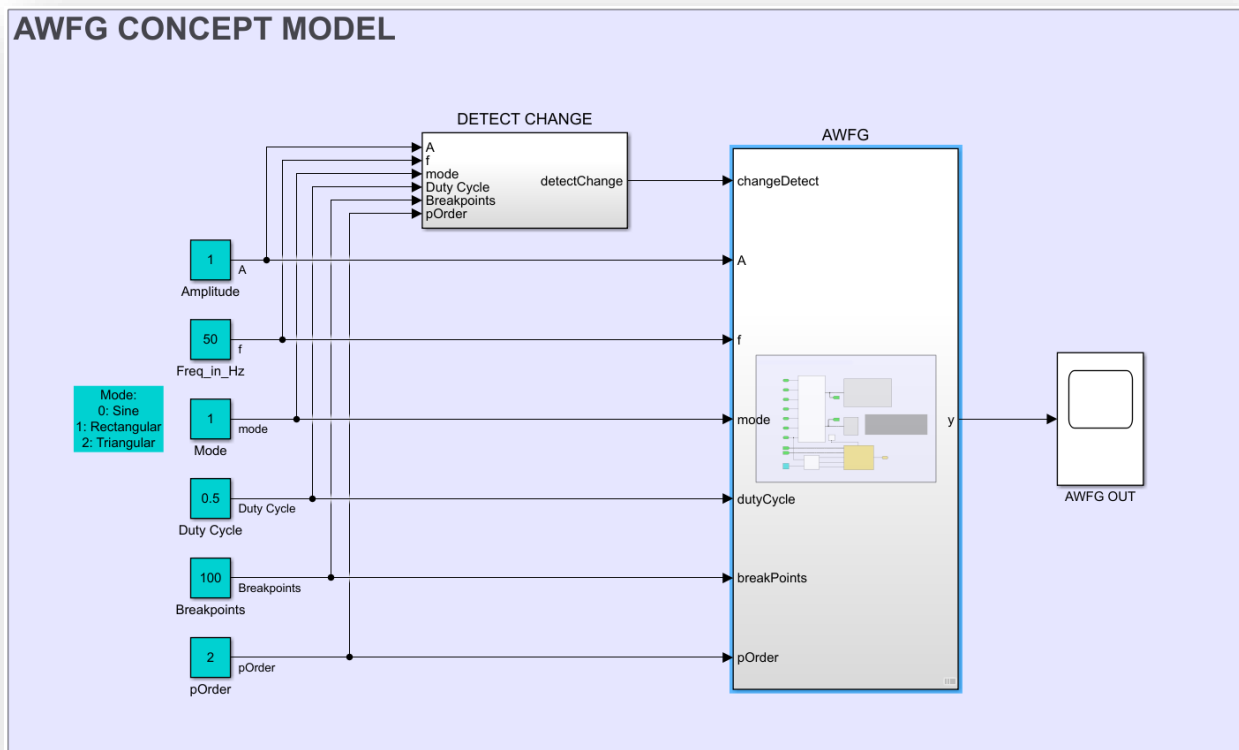 AWFG CONCEPT MODEL
DETECT CHANGE
A
f
mode
Duty Cycle
Breakpoints
pOrder
detectChange
AWFG
changeDetect
A
f
mode
dutyCycle
breakPoints
pOrder
y
1
A
Amplitude
50
f
Freq_in_Hz
Mode:
0: Sine
1: Rectangular
2: Triangular
1
mode
Mode
0.5
Duty Cycle
Duty Cycle
100
Breakpoints
Breakpoints
2
pOrder
pOrder
AWFG OUT